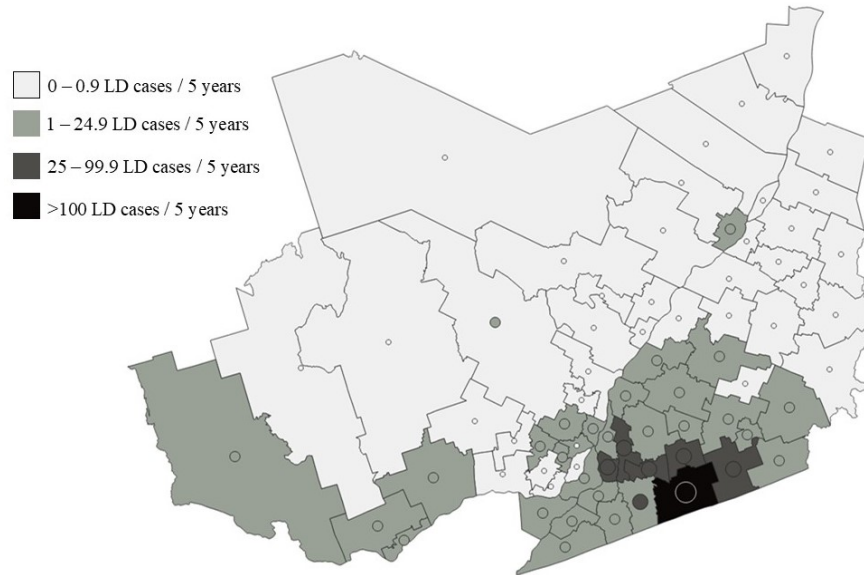 0 – 0.9 LD cases / 5 years
1 – 24.9 LD cases / 5 years
25 – 99.9 LD cases / 5 years
>100 LD cases / 5 years